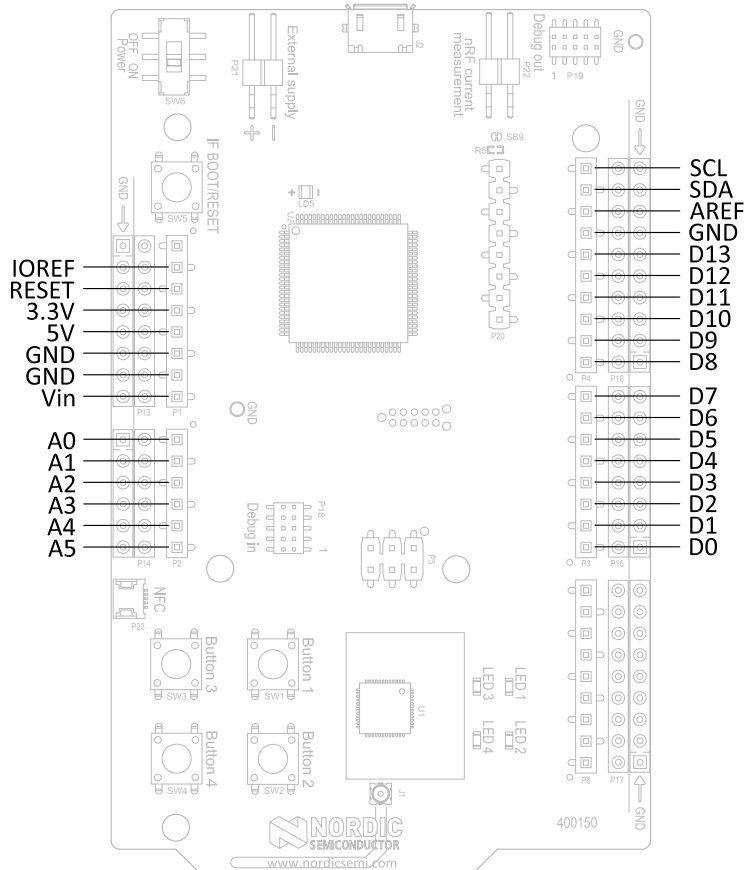 OFF ON
Power
SW6
P21
External supply
+ -
J2
nRF current
measurement
P22
Debug out
1 P19
GND
SB9
R6
GND
GND
IF BOOT/RESET
SW5
+ -
LD5
U2
P20
SCL
SDA
AREF
GND
D13
D12
D11
D10
D9
D8
P4 P16
IOREF
RESET
3.3V
5V
GND
GND
Vin
P13 P1
GND
D7
D6
D5
D4
D3
D2
D1
D0
P3 P15
A0
A1
A2
A3
A4
A5
P14 P2
Debug in
P18
1
P5
NFC
P23
Button 3
SW3
Button 1
SW1
Button 4
SW4
Button 2
SW2
U1
LED 3
LED 1
LED 4
LED 2
J1
P6 P17
GND
NORDIC
SEMICONDUCTOR
www.nordicsemi.com
400150